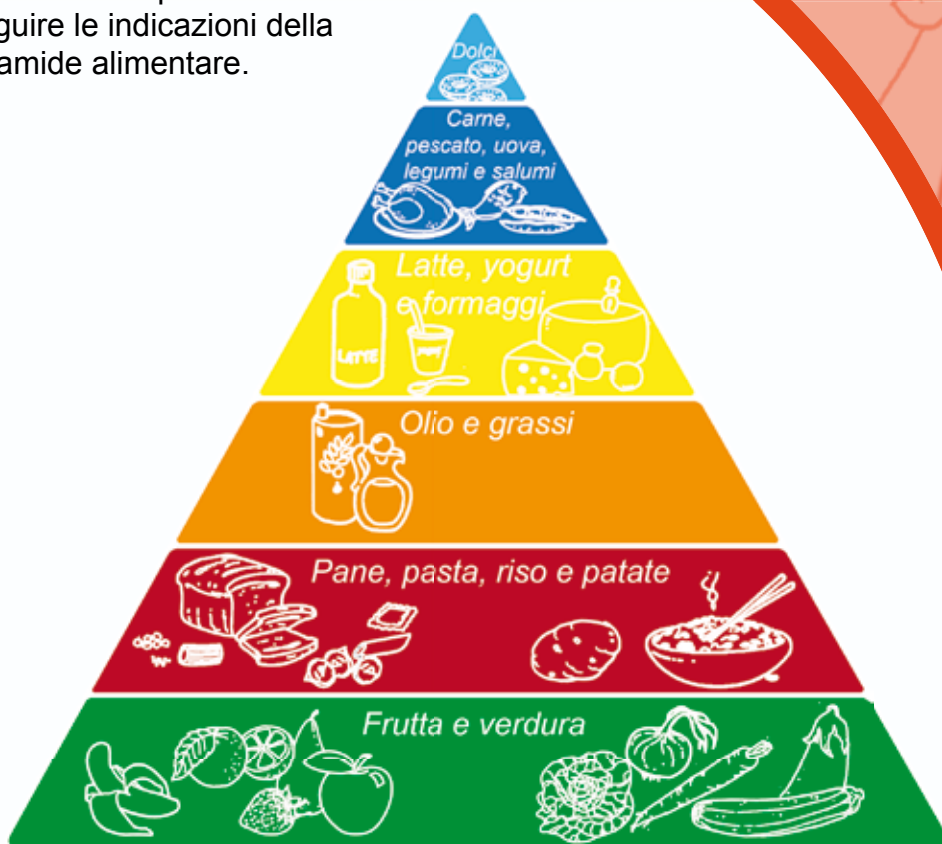 guire le indicazioni della
amide alimentare.
Dolci
Carne,
pescato, uova,
legumi e salumi
Latte, yogurt
e formaggi
LATTE
Olio e grassi
Pane, pasta, riso e patate
Frutta e verdura